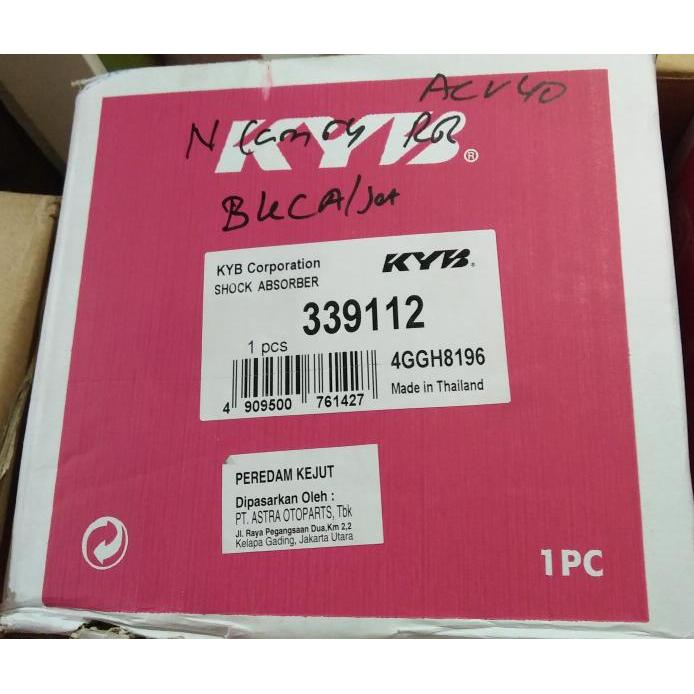 ACV40
N Camry RR
KYB®
KYB Corporation
KYB®
SHOCK ABSORBER
339112
1 pcs
4GGH8196
4 909500 761427
Made in Thailand
PEREDAM KEJUT
Dipasarkan Oleh :
PT. ASTRA OTOPARTS, Tbk
Jl. Raya Pegangsaan Dua,Km 2,2
Kelapa Gading, Jakarta Utara
1PC